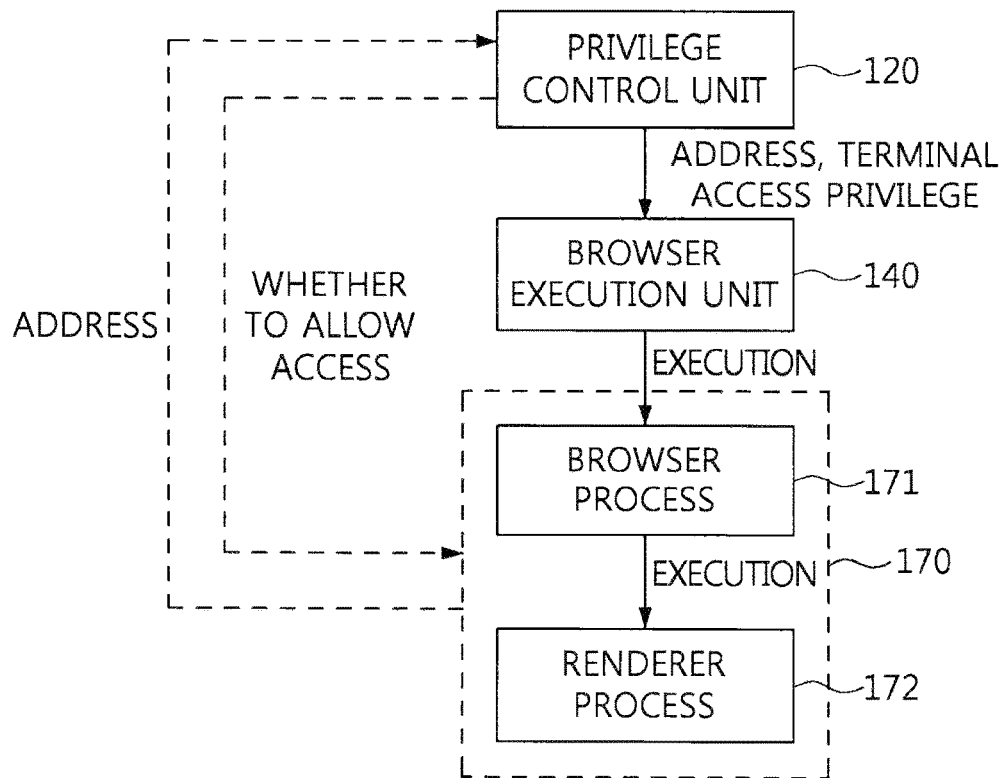 PRIVILEGE
CONTROL UNIT
120
ADDRESS, TERMINAL
ACCESS PRIVILEGE
BROWSER
EXECUTION UNIT
140
WHETHER
TO ALLOW
ACCESS
ADDRESS
EXECUTION
BROWSER
PROCESS
171
EXECUTION
170
RENDERER
PROCESS
172